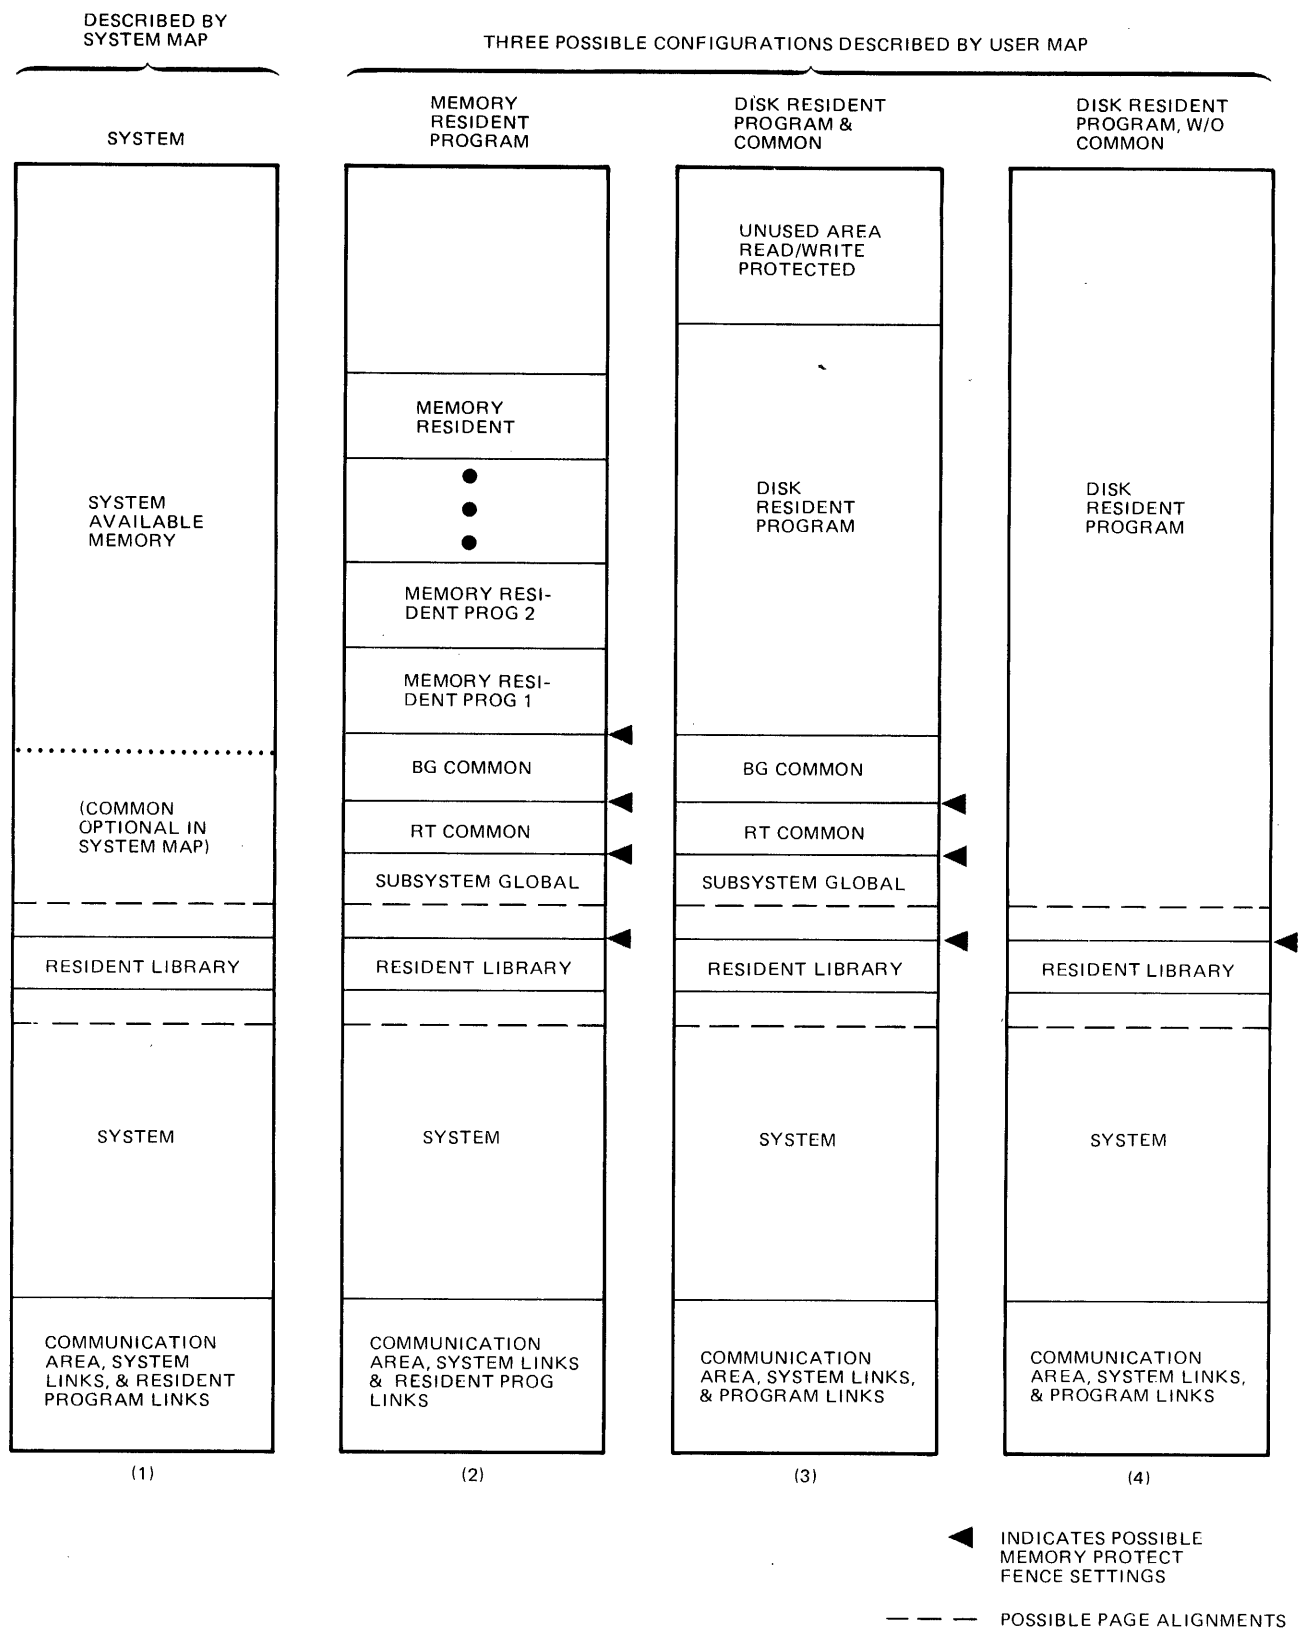 DESCRIBED BY
SYSTEM MAP
THREE POSSIBLE CONFIGURATIONS DESCRIBED BY USER MAP
SYSTEM
MEMORY
RESIDENT
PROGRAM
DISK RESIDENT
PROGRAM &
COMMON
DISK RESIDENT
PROGRAM, W/O
COMMON
SYSTEM
AVAILABLE
MEMORY
(COMMON
OPTIONAL IN
SYSTEM MAP)
RESIDENT LIBRARY
SYSTEM
COMMUNICATION
AREA, SYSTEM
LINKS, & RESIDENT
PROGRAM LINKS
(1)
MEMORY
RESIDENT
MEMORY RESI-
DENT PROG 2
MEMORY RESI-
DENT PROG 1
BG COMMON
RT COMMON
SUBSYSTEM GLOBAL
RESIDENT LIBRARY
SYSTEM
COMMUNICATION
AREA, SYSTEM LINKS
& RESIDENT PROG
LINKS
(2)
UNUSED AREA
READ/WRITE
PROTECTED
DISK
RESIDENT
PROGRAM
BG COMMON
RT COMMON
SUBSYSTEM GLOBAL
RESIDENT LIBRARY
SYSTEM
COMMUNICATION
AREA, SYSTEM LINKS,
& PROGRAM LINKS
(3)
DISK
RESIDENT
PROGRAM
RESIDENT LIBRARY
SYSTEM
COMMUNICATION
AREA, SYSTEM LINKS,
& PROGRAM LINKS
(4)
INDICATES POSSIBLE
MEMORY PROTECT
FENCE SETTINGS
POSSIBLE PAGE ALIGNMENTS